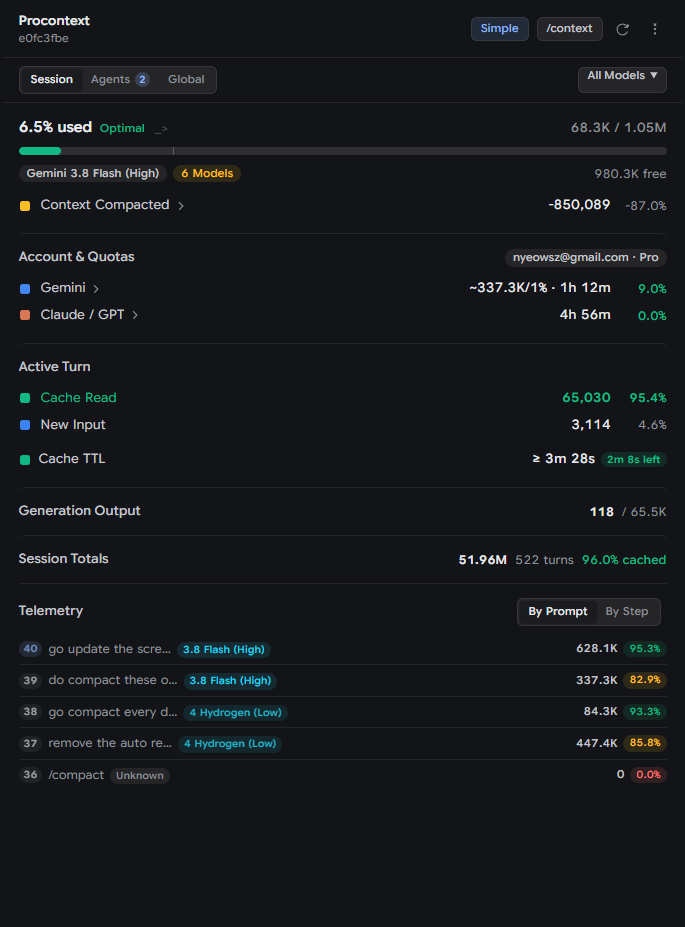 Procontext
e0fc3fbe
Simple /context
Session Agents 2 Global All Models ▼
6.5% used Optimal _> 68.3K / 1.05M
Gemini 3.8 Flash (High) 6 Models 980.3K free
Context Compacted > -850,089 -87.0%
Account & Quotas nyeowsz@gmail.com · Pro
Gemini > ~337.3K/1% · 1h 12m 9.0%
Claude / GPT > 4h 56m 0.0%
Active Turn
Cache Read 65,030 95.4%
New Input 3,114 4.6%
Cache TTL ≥ 3m 28s 2m 8s left
Generation Output 118 / 65.5K
Session Totals 51.96M 522 turns 96.0% cached
Telemetry By Prompt By Step
40 go update the scre... 3.8 Flash (High) 628.1K 95.3%
39 do compact these o... 3.8 Flash (High) 337.3K 82.9%
38 go compact every d... 4 Hydrogen (Low) 84.3K 93.3%
37 remove the auto re... 4 Hydrogen (Low) 447.4K 85.8%
36 /compact Unknown 0 0.0%